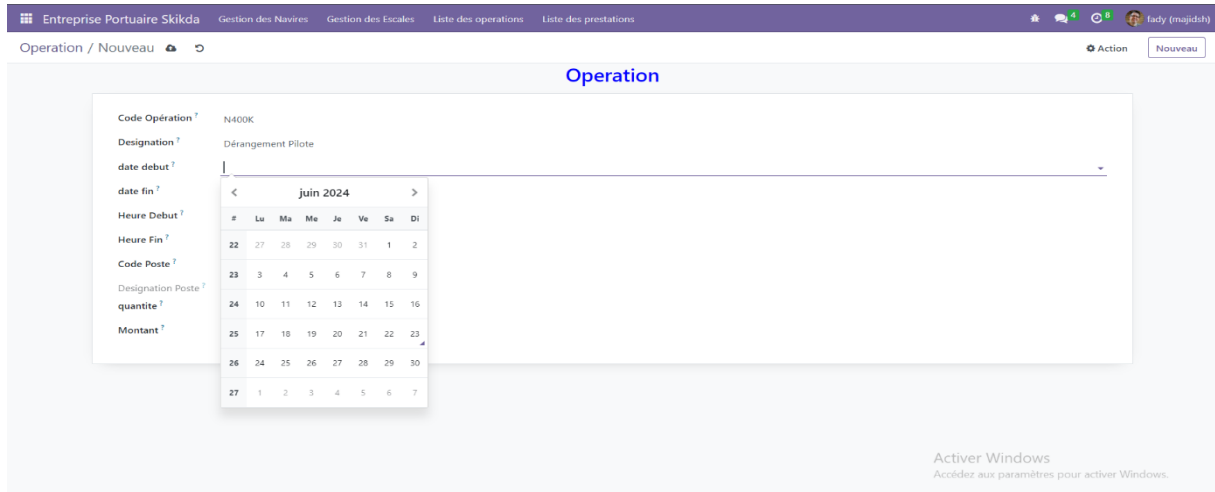 Entreprise Portuaire Skikda Gestion des Navires Gestion des Escales Liste des operations Liste des prestations 4 8 fady (majidsh)
Operation / Nouveau Action Nouveau
Operation
Code Opération ? N400K
Designation ? Dérangement Pilote
date debut ?
date fin ?
Heure Debut ?
Heure Fin ?
Code Poste ?
Designation Poste ?
quantite ?
Montant ?
juin 2024
# Lu Ma Me Je Ve Sa Di
22 27 28 29 30 31 1 2
23 3 4 5 6 7 8 9
24 10 11 12 13 14 15 16
25 17 18 19 20 21 22 23
26 24 25 26 27 28 29 30
27 1 2 3 4 5 6 7
Activer Windows
Accédez aux paramètres pour activer Windows.